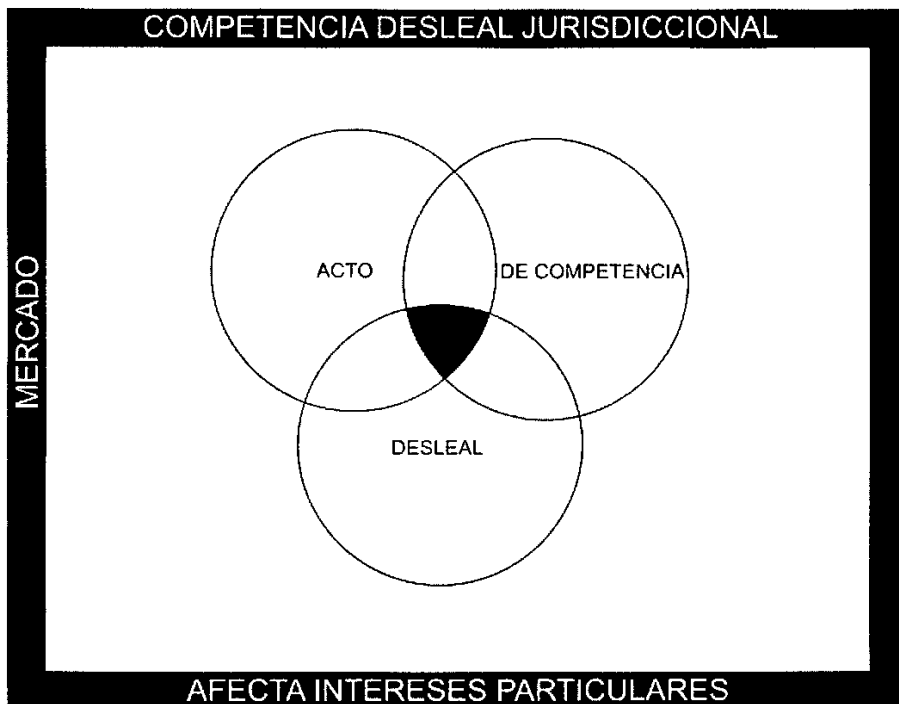 COMPETENCIA DESLEAL JURISDICCIONAL
MERCADO
ACTO
DE COMPETENCIA
DESLEAL
AFECTA INTERESES PARTICULARES